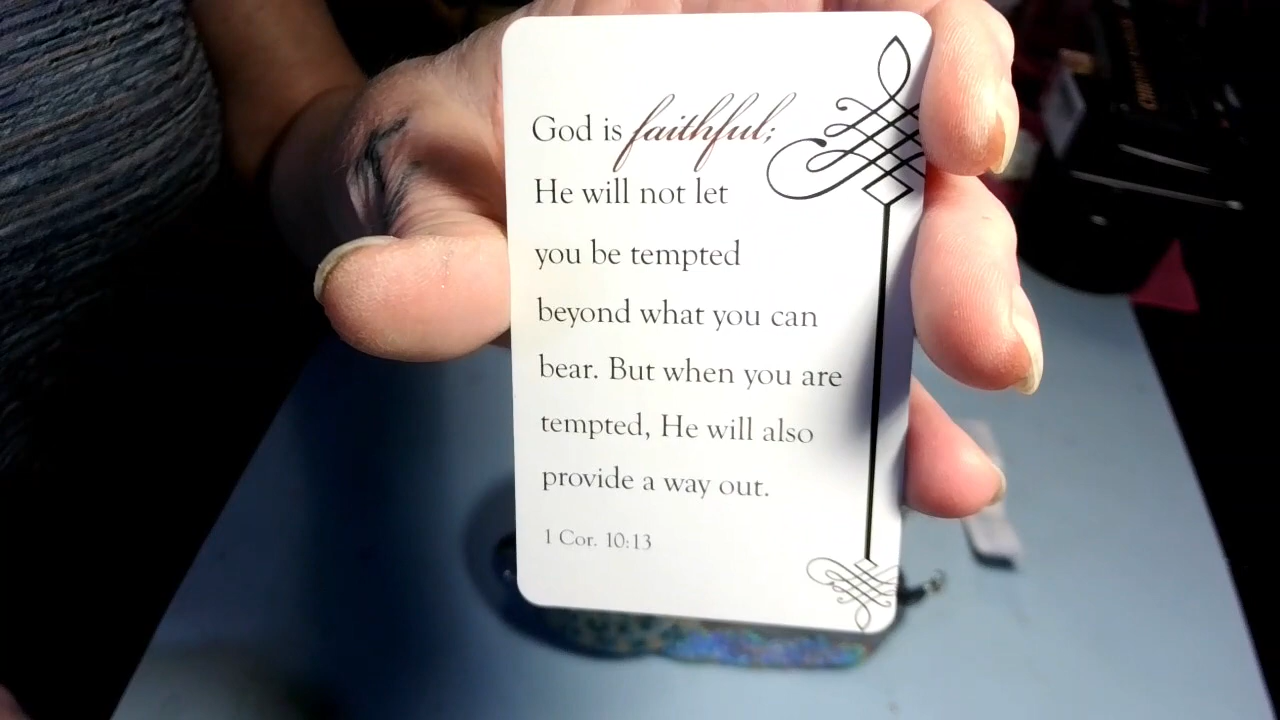 God is faithful;
He will not let
you be tempted
beyond what you can
bear. But when you are
tempted, He will also
provide a way out.
1 Cor. 10:13